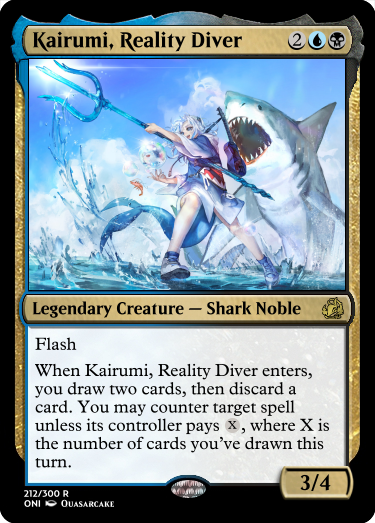 Kairumi, Reality Diver 2
Legendary Creature — Shark Noble
Flash
When Kairumi, Reality Diver enters,
you draw two cards, then discard a
card. You may counter target spell
unless its controller pays X, where X is
the number of cards you've drawn this
turn.
3/4
212/300 R
ONI QUASARCAKE